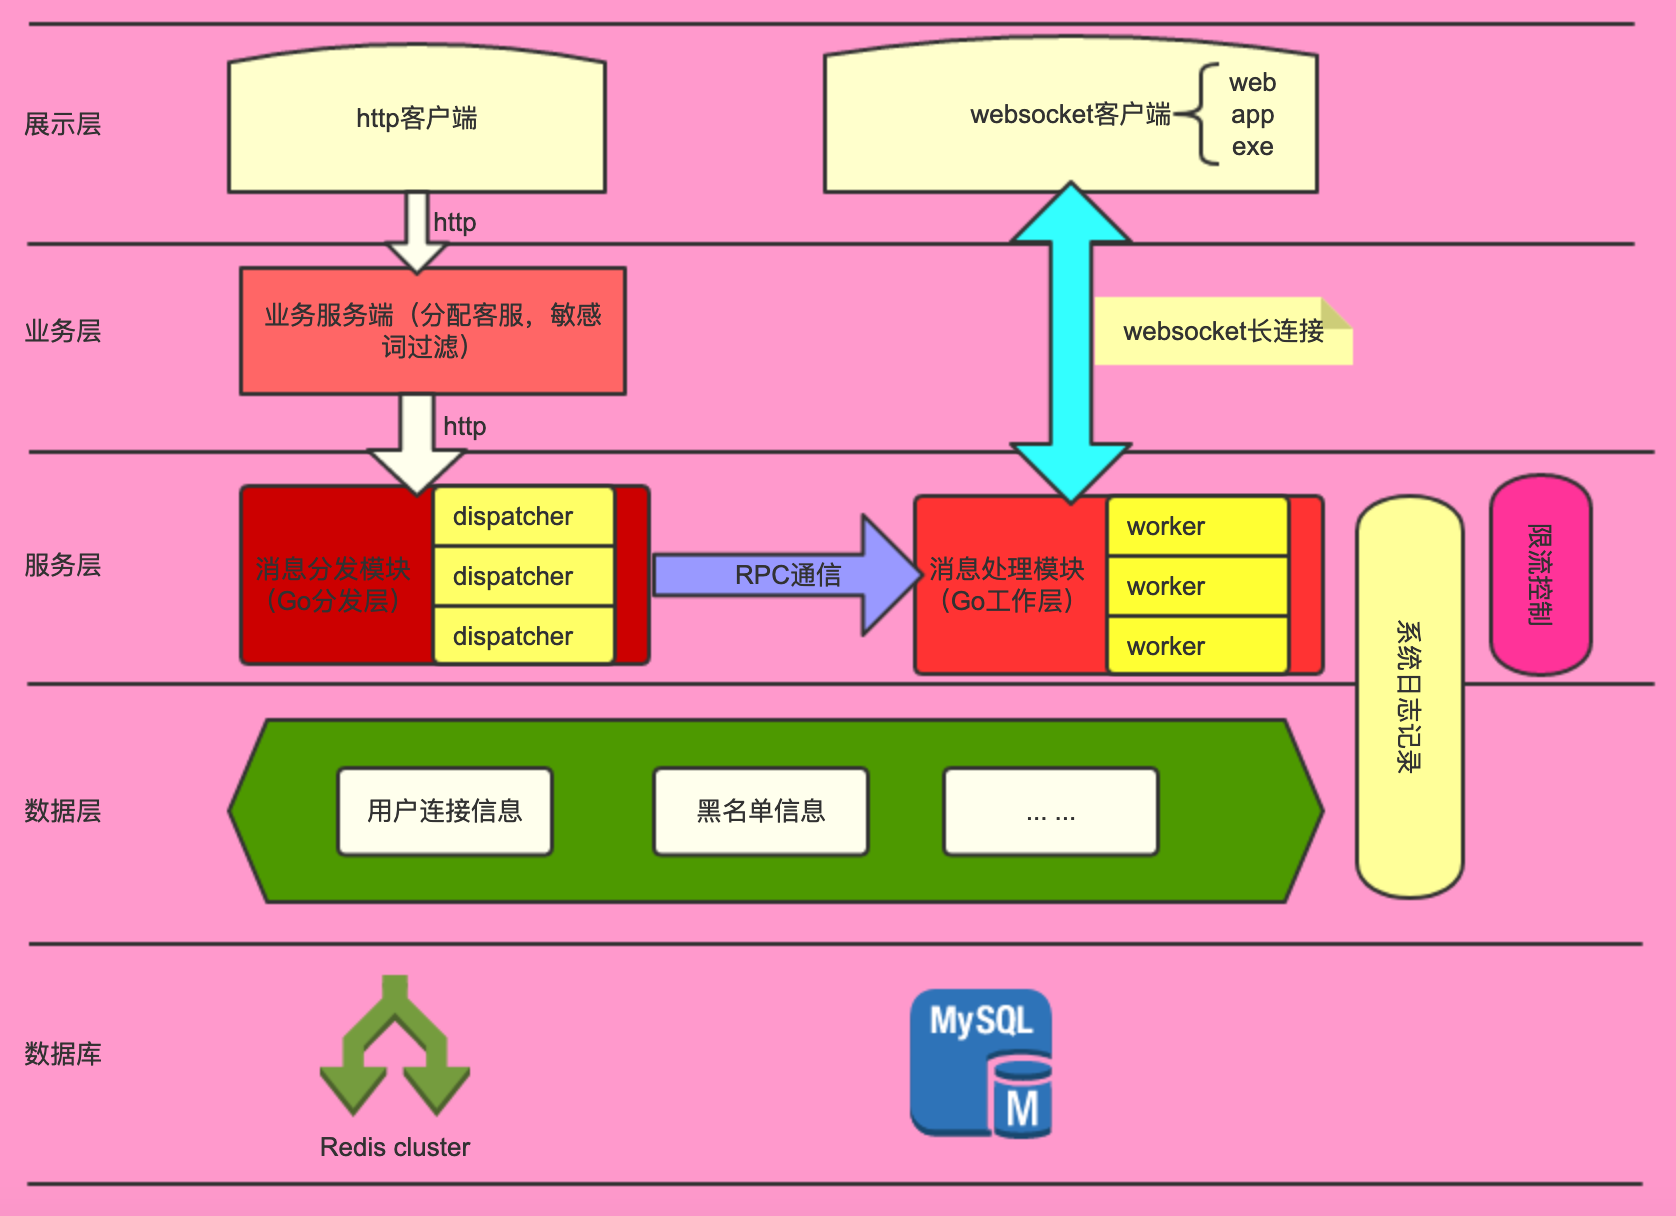 展示层
http客户端
websocket客户端
web
app
exe
http
业务层
业务服务端（分配客服，敏感
词过滤）
websocket长连接
http
服务层
消息分发模块
（Go分发层）
dispatcher
dispatcher
dispatcher
RPC通信
消息处理模块
（Go工作层）
worker
worker
worker
系统日志记录
限流控制
数据层
用户连接信息
黑名单信息
... ...
数据库
Redis cluster
MySQL
M